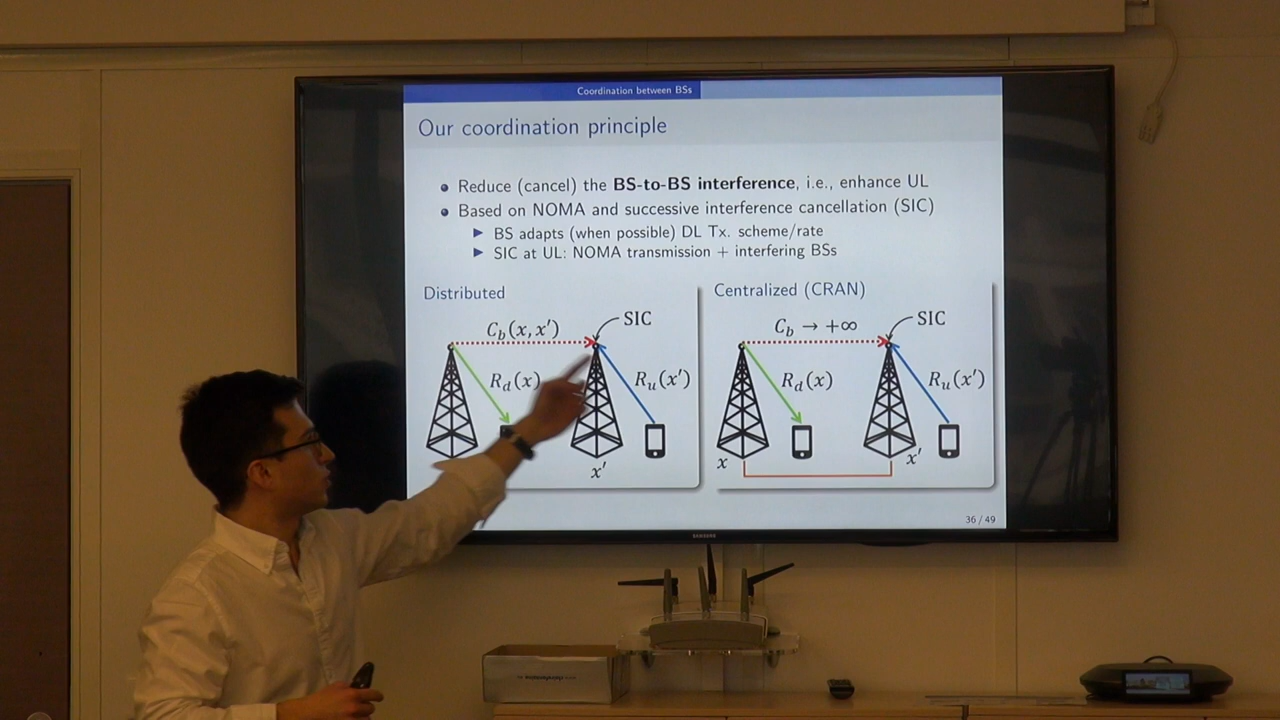 Coordination between BSs
Our coordination principle
Reduce (cancel) the BS-to-BS interference, i.e., enhance UL
Based on NOMA and successive interference cancellation (SIC)
BS adapts (when possible) DL Tx. scheme/rate
SIC at UL: NOMA transmission + interfering BSs
Distributed
C_b(x, x′)
SIC
R_d(x)
R_u(x′)
x′
Centralized (CRAN)
C_b → +∞
SIC
R_d(x)
R_u(x′)
x
x′
36 / 49
SAMSUNG